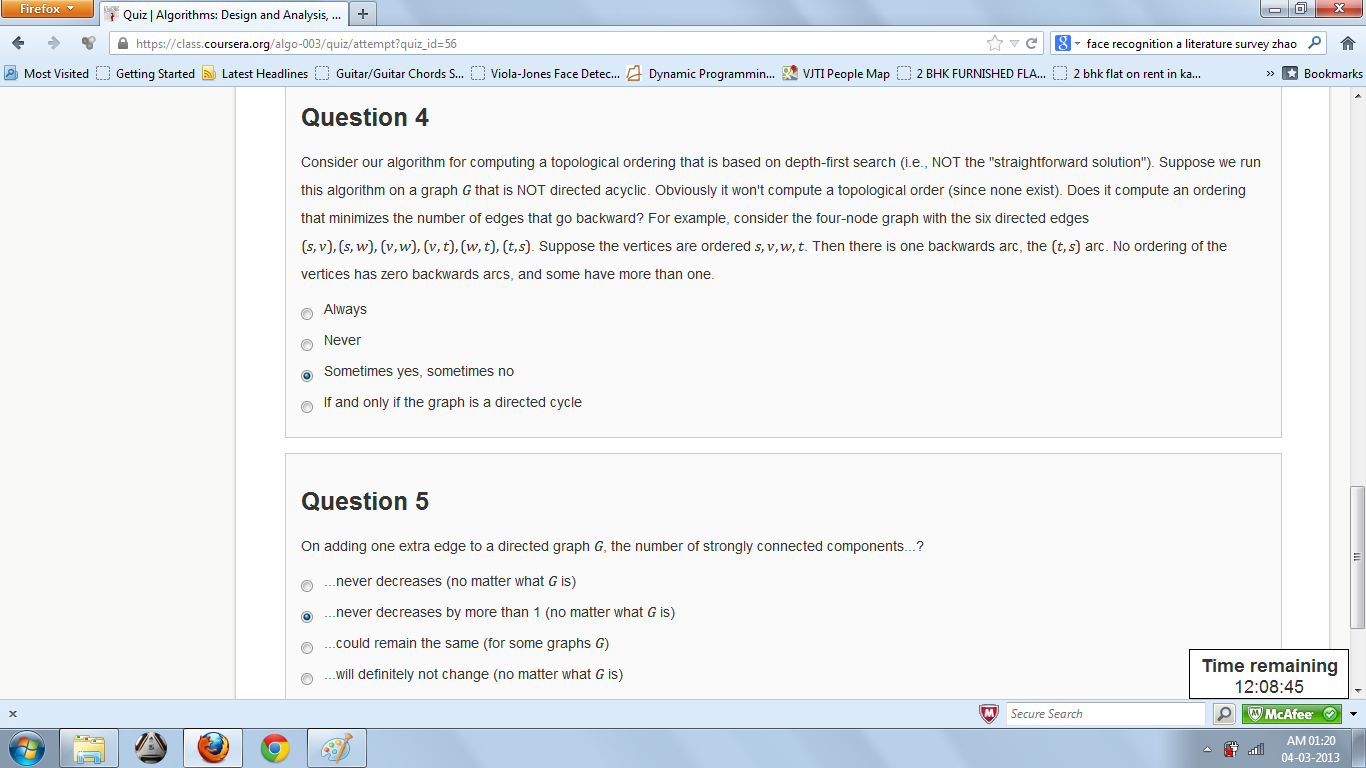 Firefox
Quiz | Algorithms: Design and Analysis, ...
https://class.coursera.org/algo-003/quiz/attempt?quiz_id=56
face recognition a literature survey zhao
Most Visited Getting Started Latest Headlines Guitar/Guitar Chords S... Viola-Jones Face Detec... Dynamic Programmin... VJTI People Map 2 BHK FURNISHED FLA... 2 bhk flat on rent in ka... » Bookmarks
Question 4
Consider our algorithm for computing a topological ordering that is based on depth-first search (i.e., NOT the "straightforward solution"). Suppose we run
this algorithm on a graph G that is NOT directed acyclic. Obviously it won't compute a topological order (since none exist). Does it compute an ordering
that minimizes the number of edges that go backward? For example, consider the four-node graph with the six directed edges
(s,v),(s,w),(v,w),(v,t),(w,t),(t,s). Suppose the vertices are ordered s,v,w,t. Then there is one backwards arc, the (t,s) arc. No ordering of the
vertices has zero backwards arcs, and some have more than one.
Always
Never
Sometimes yes, sometimes no
If and only if the graph is a directed cycle
Question 5
On adding one extra edge to a directed graph G, the number of strongly connected components...?
...never decreases (no matter what G is)
...never decreases by more than 1 (no matter what G is)
...could remain the same (for some graphs G)
...will definitely not change (no matter what G is)
Time remaining
12:08:45
x
Secure Search
McAfee
AM 01:20
04-03-2013